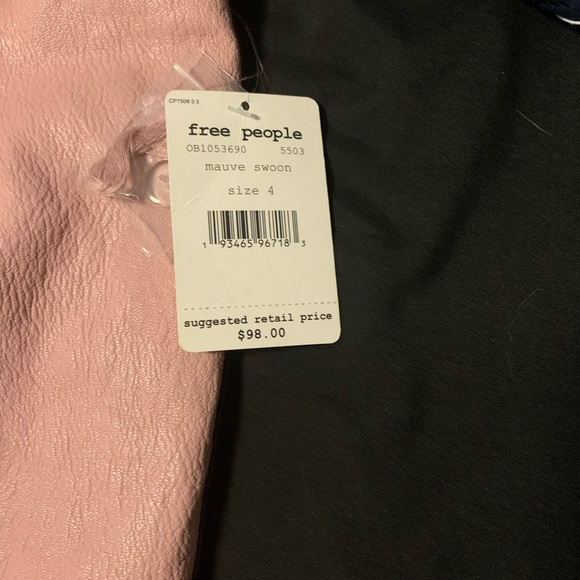 CP7508 3 3
free people
OB1053690 5503
mauve swoon
size 4
1 93465 96718 3
suggested retail price
$98.00